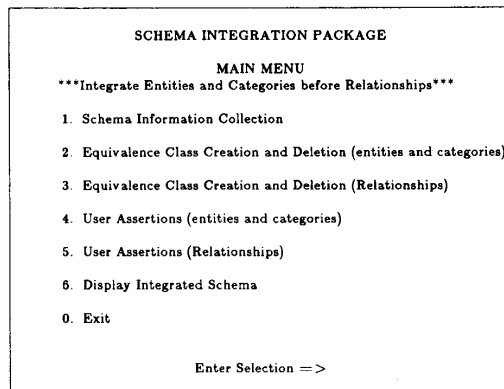 SCHEMA INTEGRATION PACKAGE
MAIN MENU
***Integrate Entities and Categories before Relationships***
1. Schema Information Collection
2. Equivalence Class Creation and Deletion (entities and categories)
3. Equivalence Class Creation and Deletion (Relationships)
4. User Assertions (entities and categories)
5. User Assertions (Relationships)
6. Display Integrated Schema
0. Exit
Enter Selection =>